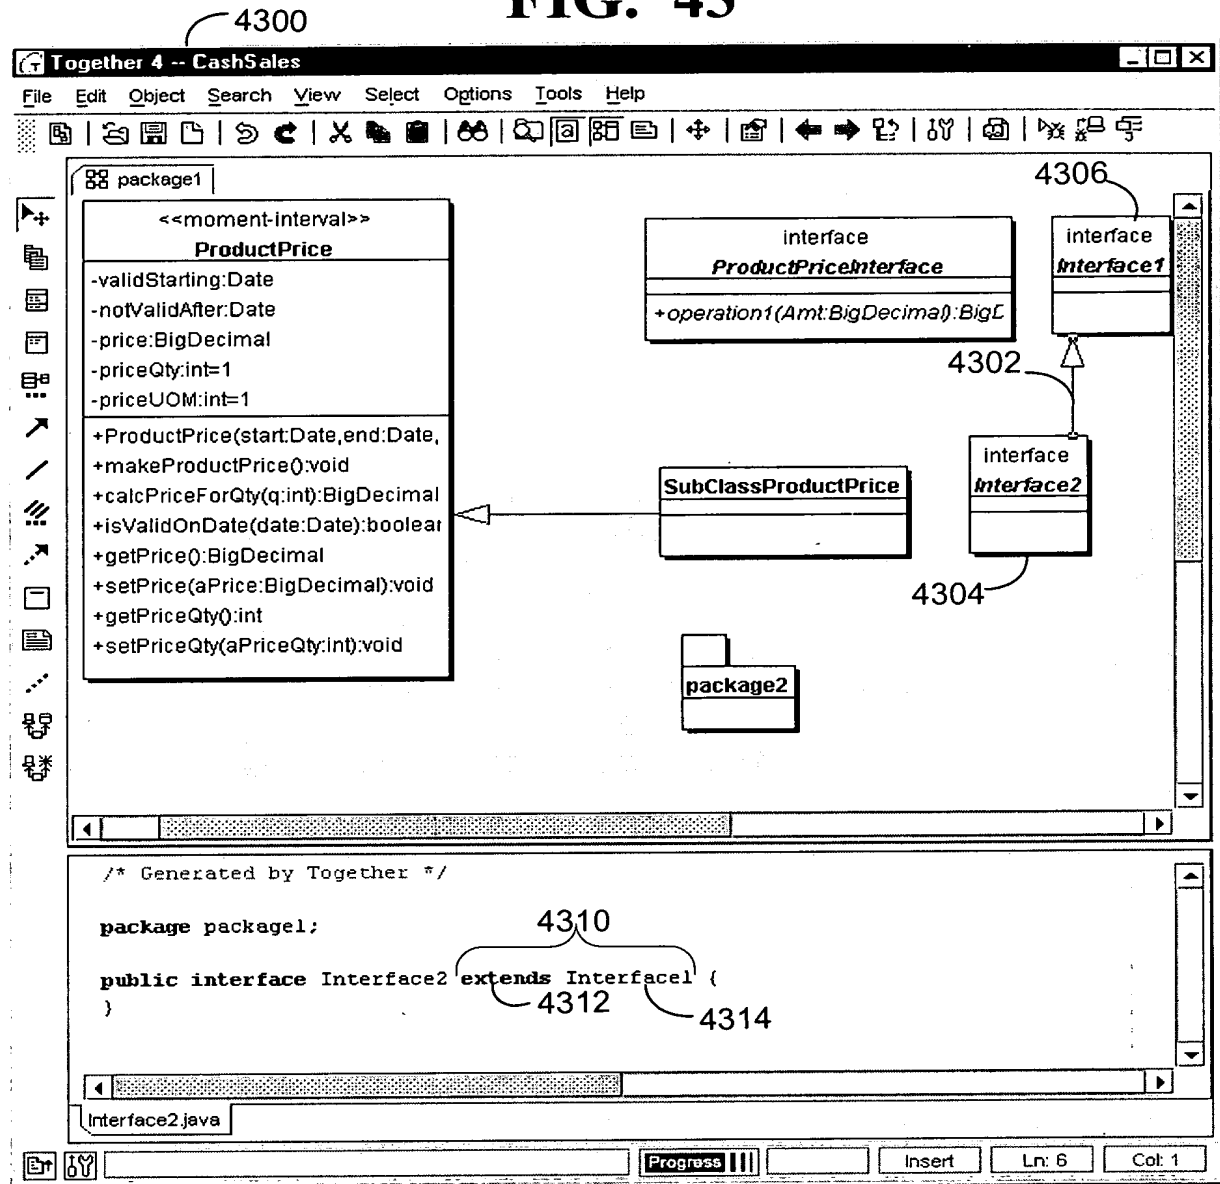 FIG. 43
4300
Together 4 -- CashSales
File Edit Object Search View Select Options Tools Help
package1
4306
<<moment-interval>>
ProductPrice
-validStarting:Date
-notValidAfter:Date
-price:BigDecimal
-priceQty:int=1
-priceUOM:int=1
+ProductPrice(start:Date,end:Date,
+makeProductPrice():void
+calcPriceForQty(q:int):BigDecimal
+isValidOnDate(date:Date):boolear
+getPrice():BigDecimal
+setPrice(aPrice:BigDecimal):void
+getPriceQty():int
+setPriceQty(aPriceQty:int):void
interface
ProductPriceInterface
+operation1(Amt:BigDecimal):BigD
interface
Interface1
4302
SubClassProductPrice
interface
Interface2
4304
package2
/* Generated by Together */
package package1;
4310
public interface Interface2 extends Interface1 {
}
4312
4314
Interface2.java
Progress
Insert
Ln: 6
Col: 1